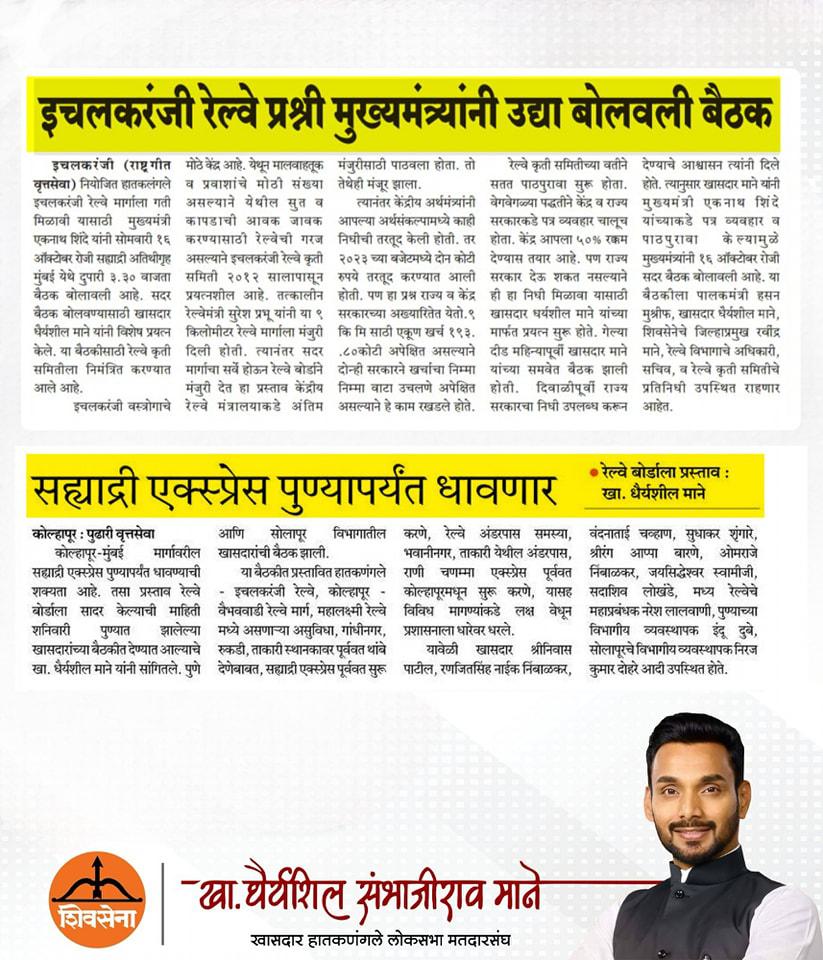 इचलकरंजी रेल्वे प्रश्नी मुख्यमंत्र्यांनी उद्या बोलवली बैठक
इचलकरंजी (राष्ट्रगीत
वृत्तसेवा) नियोजित हातकलंगले
इचलकरंजी रेल्वे मार्गाला गती
मिळावी यासाठी मुख्यमंत्री
एकनाथ शिंदे यांनी सोमवारी १६
ऑक्टोबर रोजी सह्याद्री अतिथीगृह
मुंबई येथे दुपारी ३.३० वाजता
बैठक बोलावली आहे. सदर
बैठक बोलवण्यासाठी खासदार
धैर्यशील माने यांनी विशेष प्रयत्न
केले. या बैठकीसाठी रेल्वे कृती
समितीला निमंत्रित करण्यात
आले आहे.
इचलकरंजी वस्त्रोगाचे
मोठे केंद्र आहे. येथून मालवाहतूक
व प्रवाशांचे मोठी संख्या
असल्याने येथील सुत व
कापडाची आवक जावक
करण्यासाठी रेल्वेची गरज
असल्याने इचलकरंजी रेल्वे कृती
समिती २०१२ सालापासून
प्रयत्नशील आहे. तत्कालीन
रेल्वेमंत्री सुरेश प्रभू यांनी या ९
किलोमीटर रेल्वे मार्गाला मंजुरी
दिली होती. त्यानंतर सदर
मार्गाचा सर्वे होऊन रेल्वे बोर्डाने
मंजुरी देत हा प्रस्ताव केंद्रीय
रेल्वे मंत्रालयाकडे अंतिम
मंजुरीसाठी पाठवला होता. तो
तेथेही मंजूर झाला.
त्यानंतर केंद्रीय अर्थमंत्र्यांनी
आपल्या अर्थसंकल्पामध्ये काही
निधीची तरतूद केली होती. तर
२०२३ च्या बजेटमध्ये दोन कोटी
रुपये तरतूद करण्यात आली
होती. पण हा प्रश्न राज्य व केंद्र
सरकारच्या अख्यारितेत येतो.९
कि मि साठी एकूण खर्च १९३.
.८०कोटी अपेक्षित असल्याने
दोन्ही सरकारने खर्चाचा निम्मा
निम्मा वाटा उचलणे अपेक्षित
असल्याने हे काम रखडले होते.
रेल्वे कृती समितीच्या वतीने
सतत पाठपुरावा सुरू होता.
वेगवेगळ्या पद्धतीने केंद्र व राज्य
सरकारकडे पत्र व्यवहार चालूच
होता. केंद्र आपला ५०% रक्कम
देण्यास तयार आहे. पण राज्य
सरकार देऊ शकत नसल्याने
ही हा निधी मिळावा यासाठी
खासदार धर्यशील माने यांच्या
मार्फत प्रयत्न सुरू होते. गेल्या
दीड महिन्यापूर्वी खासदार माने
यांच्या समवेत बैठक झाली
होती. दिवाळीपूर्वी राज्य
सरकारचा निधी उपलब्ध करून
देण्याचे आश्वासन त्यांनी दिले
होते. त्यानुसार खासदार माने यांनी
मुख्यमंत्री एकनाथ शिंदे
यांच्याकडे पत्र व्यवहार व
पाठपुरावा केल्यामुळे
मुख्यमंत्र्यांनी १६ ऑक्टोबर रोजी
सदर बैठक बोलावली आहे. या
बैठकीला पालकमंत्री हसन
मुश्रीफ, खासदार धैर्यशील माने,
शिवसेनेचे जिल्हाप्रमुख रवींद्र
माने, रेल्वे विभागाचे अधिकारी,
सचिव, व रेल्वे कृती समितीचे
प्रतिनिधी उपस्थित राहणार
आहेत.
सह्याद्री एक्स्प्रेस पुण्यापर्यंत धावणार
• रेल्वे बोर्डाला प्रस्ताव :
खा. धैर्यशील माने
कोल्हापूर : पुढारी वृत्तसेवा
कोल्हापूर-मुंबई मार्गावरील
सह्याद्री एक्स्प्रेस पुण्यापर्यंत धावण्याची
शक्यता आहे. तसा प्रस्ताव रेल्वे
बोर्डाला सादर केल्याची माहिती
शनिवारी पुण्यात झालेल्या
खासदारांच्या बैठकीत देण्यात आल्याचे
खा. धैर्यशील माने यांनी सांगितले. पुणे
आणि सोलापूर विभागातील
खासदारांची बैठक झाली.
या बैठकीत प्रस्तावित हातकणंगले
- इचलकरंजी रेल्वे, कोल्हापूर -
वैभववाडी रेल्वे मार्ग, महालक्ष्मी रेल्वे
मध्ये असणाऱ्या असुविधा, गांधीनगर,
रुकडी, ताकारी स्थानकावर पूर्ववत थांबे
देणेबाबत, सह्याद्री एक्स्प्रेस पूर्ववत सुरू
करणे, रेल्वे अंडरपास समस्या,
भवानीनगर, ताकारी येथील अंडरपास,
राणी चणम्मा एक्सप्रेस पूर्ववत
कोल्हापूरमधून सुरू करणे, यासह
विविध मागण्यांकडे लक्ष वेधून
प्रशासनाला धारेवर धरले.
यावेळी खासदार श्रीनिवास
पाटील, रणजितसिंह नाईक निंबाळकर,
वंदनाताई चव्हाण, सुधाकर शृंगारे,
श्रीरंग आप्पा बारणे, ओमराजे
निंबाळकर, जयसिद्धेश्वर स्वामीजी,
सदाशिव लोखंडे, मध्य रेल्वेचे
महाप्रबंधक नरेश लालवाणी, पुण्याच्या
विभागीय व्यवस्थापक इंदू दुबे,
सोलापूरचे विभागीय व्यवस्थापक निरज
कुमार दोहरे आदी उपस्थित होते.
शिवसेना
खा. धैर्यशिल संभाजीराव माने
खासदार हातकणंगले लोकसभा मतदारसंघ